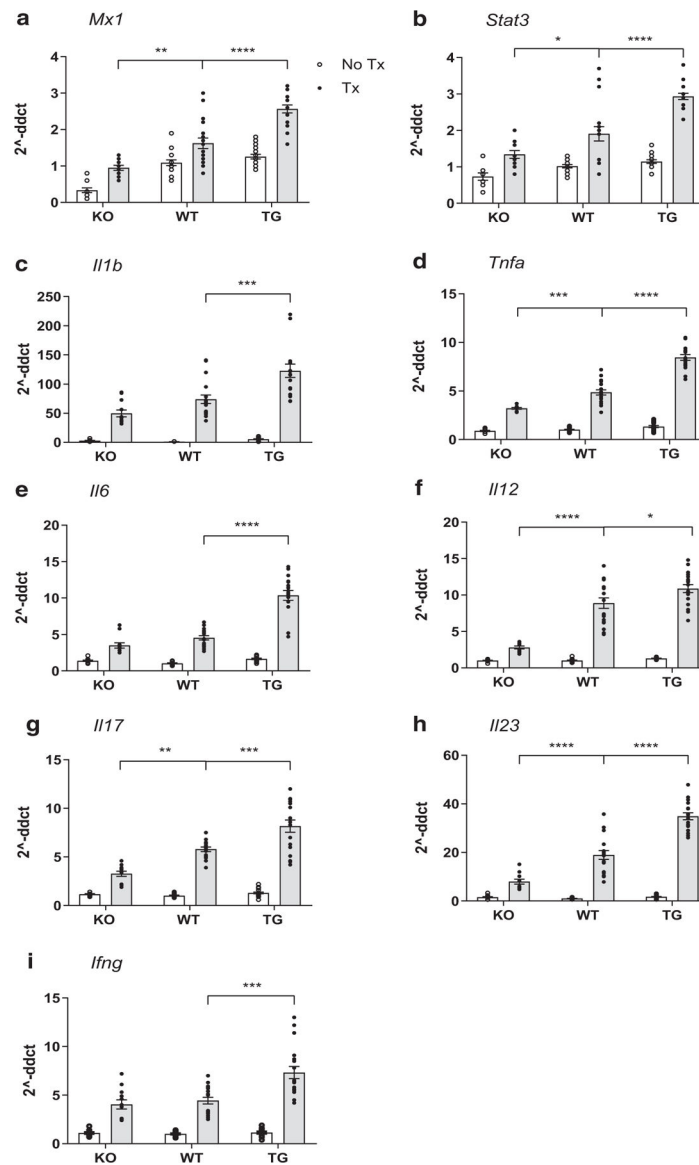 a Mx1
** ****
No Tx
Tx
2^-ddct
4
3
2
1
0
KO WT TG
b Stat3
* ****
2^-ddct
4
3
2
1
0
KO WT TG
c Il1b
***
2^-ddct
250
200
150
100
50
0
KO WT TG
d Tnfa
*** ****
2^-ddct
15
10
5
0
KO WT TG
e Il6
****
2^-ddct
20
15
10
5
0
KO WT TG
f Il12
**** *
2^-ddct
20
15
10
5
0
KO WT TG
g Il17
** ***
2^-ddct
15
10
5
0
KO WT TG
h Il23
**** ****
2^-ddct
60
40
20
0
KO WT TG
i Ifng
***
2^-ddct
15
10
5
0
KO WT TG